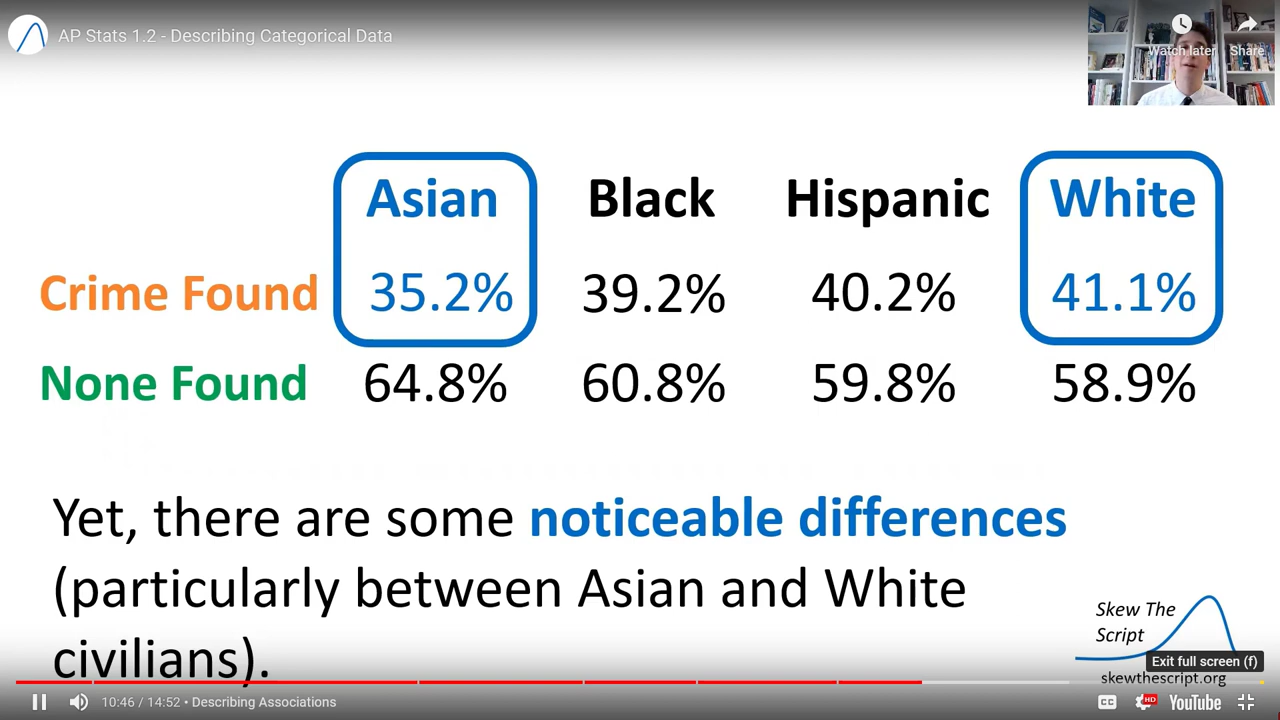 AP Stats 1.2 - Describing Categorical Data
Watch later Share
Asian Black Hispanic White
Crime Found 35.2% 39.2% 40.2% 41.1%
None Found 64.8% 60.8% 59.8% 58.9%
Yet, there are some noticeable differences
(particularly between Asian and White
civilians).
Skew The
Script
Exit full screen (f)
skewthescript.org
10:46 / 14:52 • Describing Associations
CC HD YouTube